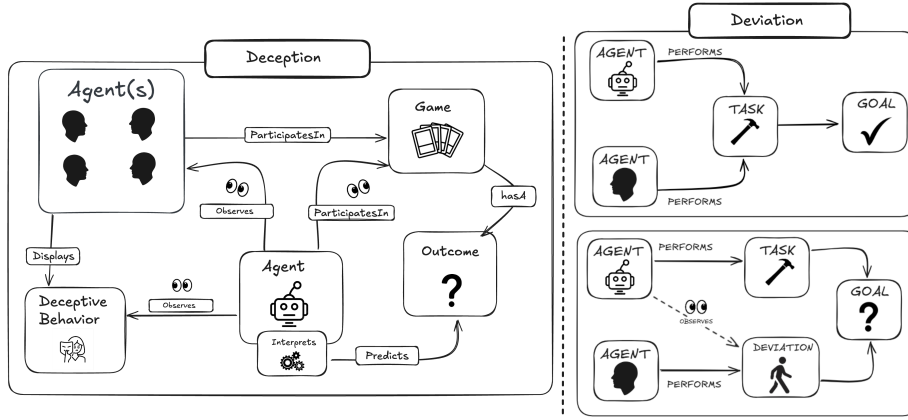 Deception
Agent(s)
ParticipatesIn
Game
Observes
ParticipatesIn
hasA
Displays
Agent
Outcome
?
Deceptive
Behavior
Observes
Interprets
Predicts
Deviation
AGENT
PERFORMS
TASK
GOAL
AGENT
PERFORMS
AGENT
PERFORMS
TASK
GOAL
?
OBSERVES
AGENT
DEVIATION
PERFORMS